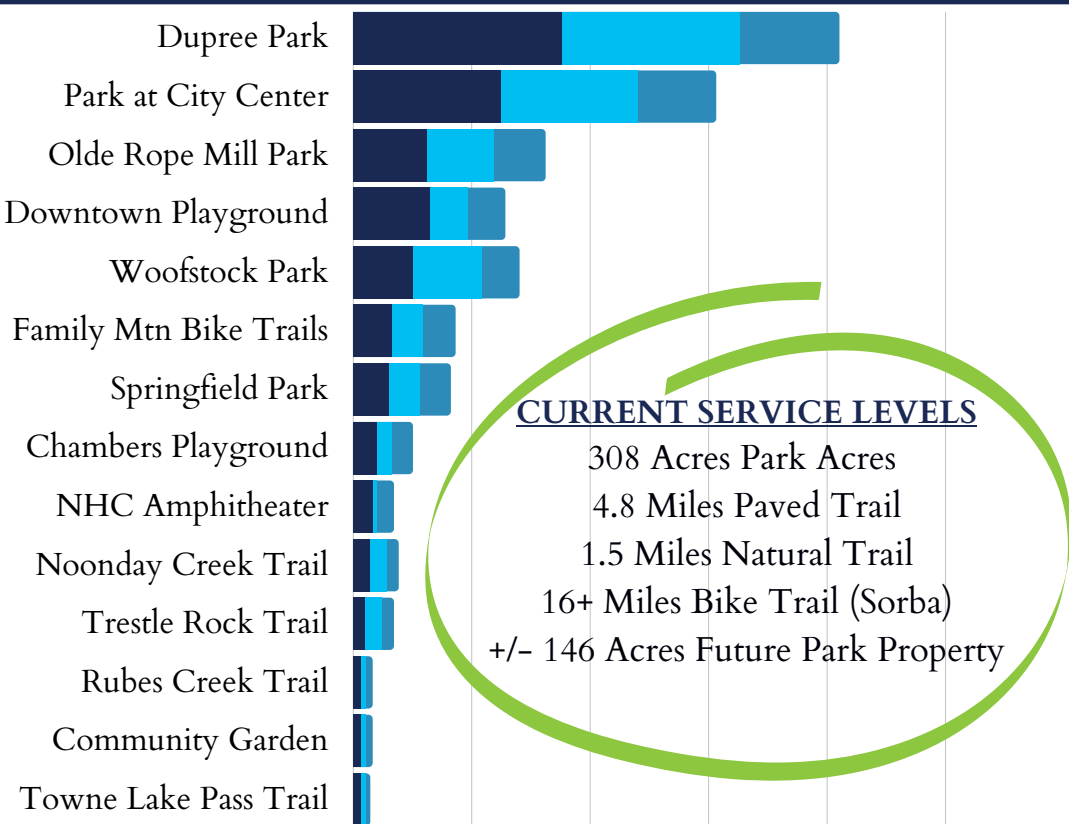 Dupree Park
Park at City Center
Olde Rope Mill Park
Downtown Playground
Woofstock Park
Family Mtn Bike Trails
Springfield Park
Chambers Playground
NHC Amphitheater
Noonday Creek Trail
Trestle Rock Trail
Rubes Creek Trail
Community Garden
Towne Lake Pass Trail
CURRENT SERVICE LEVELS
308 Acres Park Acres
4.8 Miles Paved Trail
1.5 Miles Natural Trail
16+ Miles Bike Trail (Sorba)
+/- 146 Acres Future Park Property